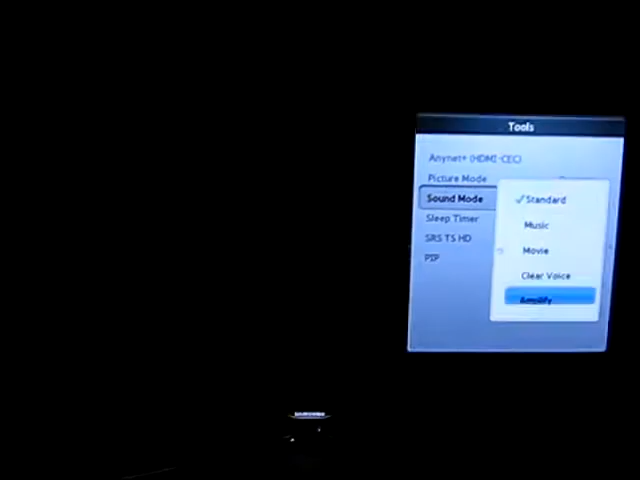 Tools
Anynet+ (HDMI-CEC)
Picture Mode
Sound Mode
Sleep Timer
SRS TS HD
PIP
✓Standard
Music
Movie
Clear Voice
Amplify
SAMSUNG